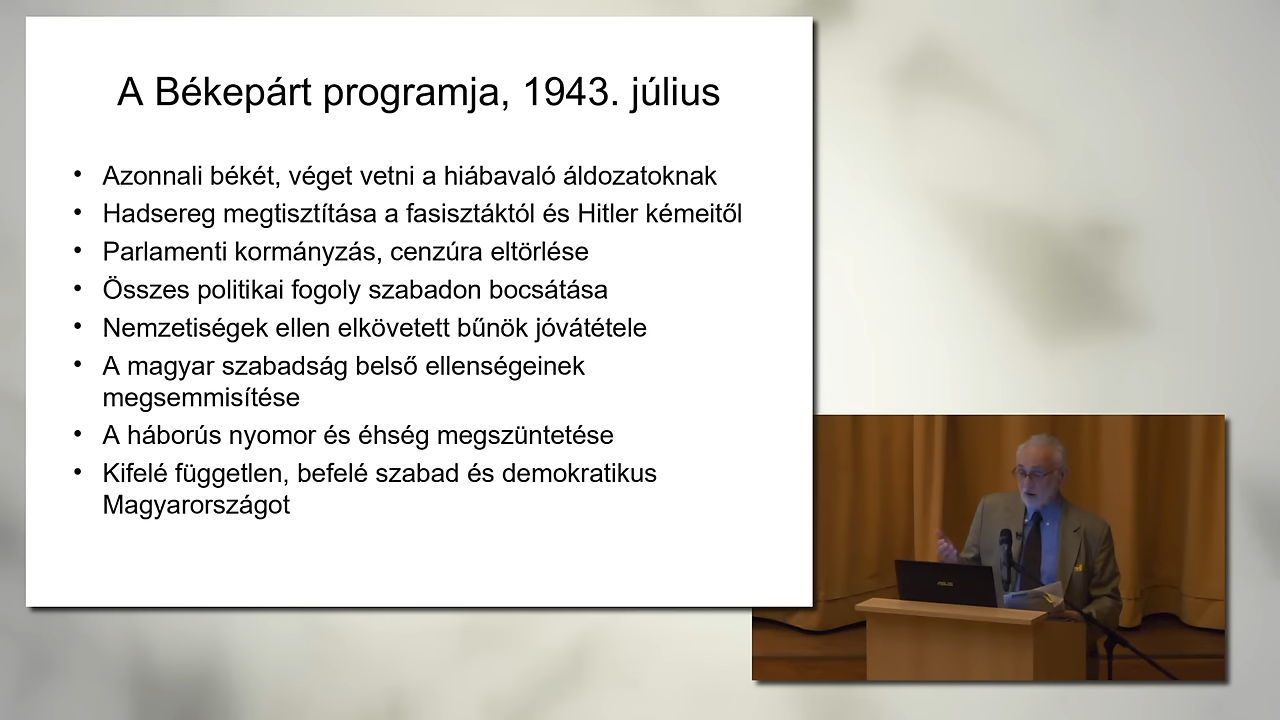 A Békepárt programja, 1943. július
• Azonnali békét, véget vetni a hiábavaló áldozatoknak
• Hadsereg megtisztítása a fasisztáktól és Hitler kémeitől
• Parlamenti kormányzás, cenzúra eltörlése
• Összes politikai fogoly szabadon bocsátása
• Nemzetiségek ellen elkövetett bűnök jóvátétele
• A magyar szabadság belső ellenségeinek
megsemmisítése
• A háborús nyomor és éhség megszüntetése
• Kifelé független, befelé szabad és demokratikus
Magyarországot
ASUS